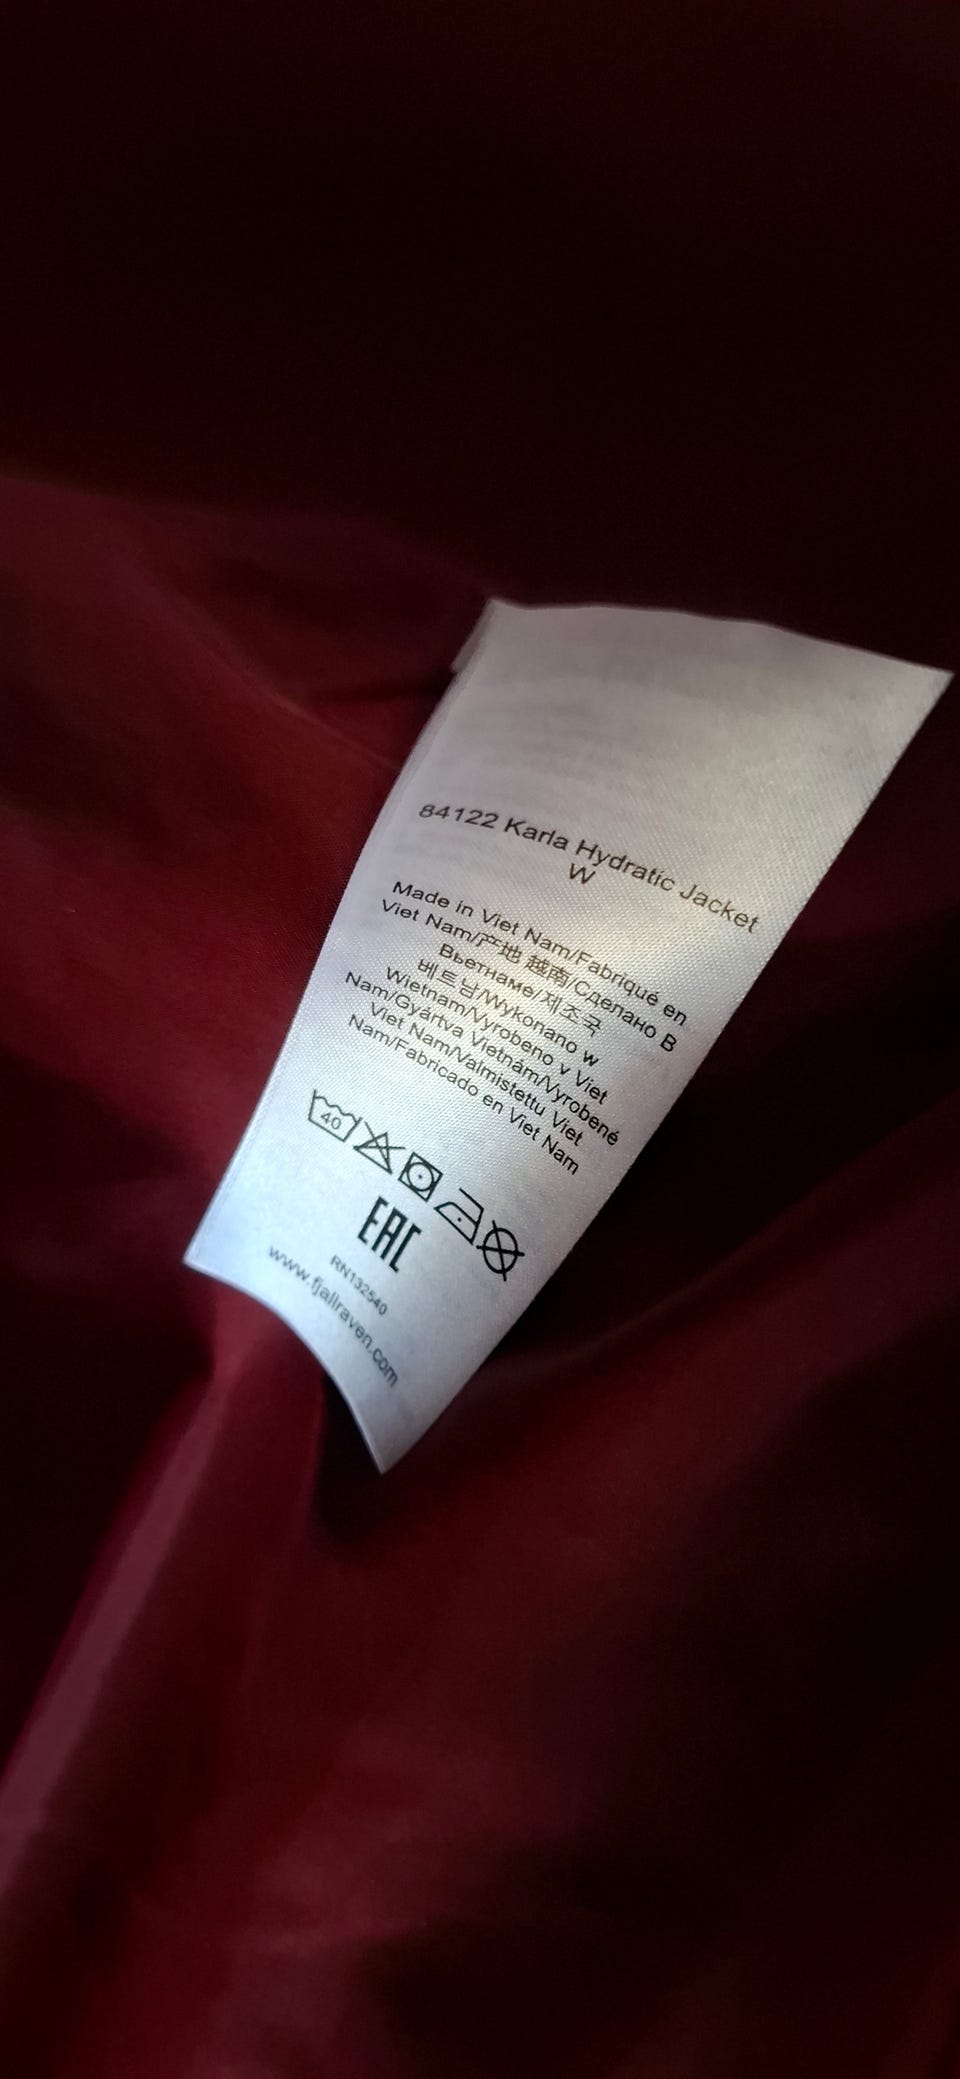 84122 Karla Hydratic Jacket
W
Made in Viet Nam/Fabriqué en
Viet Nam/产地 越南/Сделано В
Вьетнаме/제조국
베트남/Wykonano w
Wietnam/Vyrobeno v Viet
Nam/Gyártva Vietnám/Vyrobené
Viet Nam/Valmistettu Viet
Nam/Fabricado en Viet Nam
40
EAC
RN132540
www.fjallraven.com